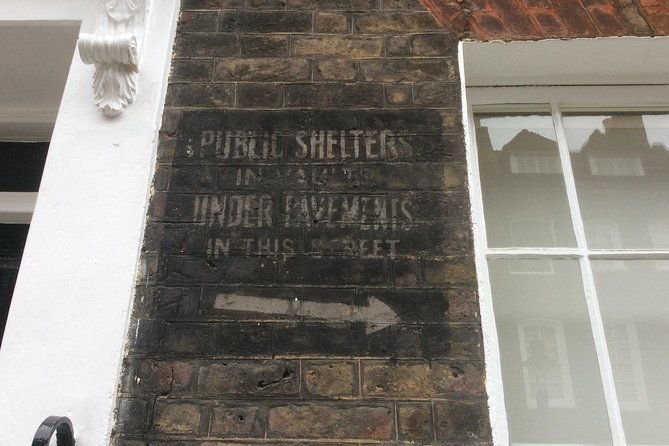 PUBLIC SHELTERS
IN VAULTS
UNDER PAVEMENTS
IN THIS STREET